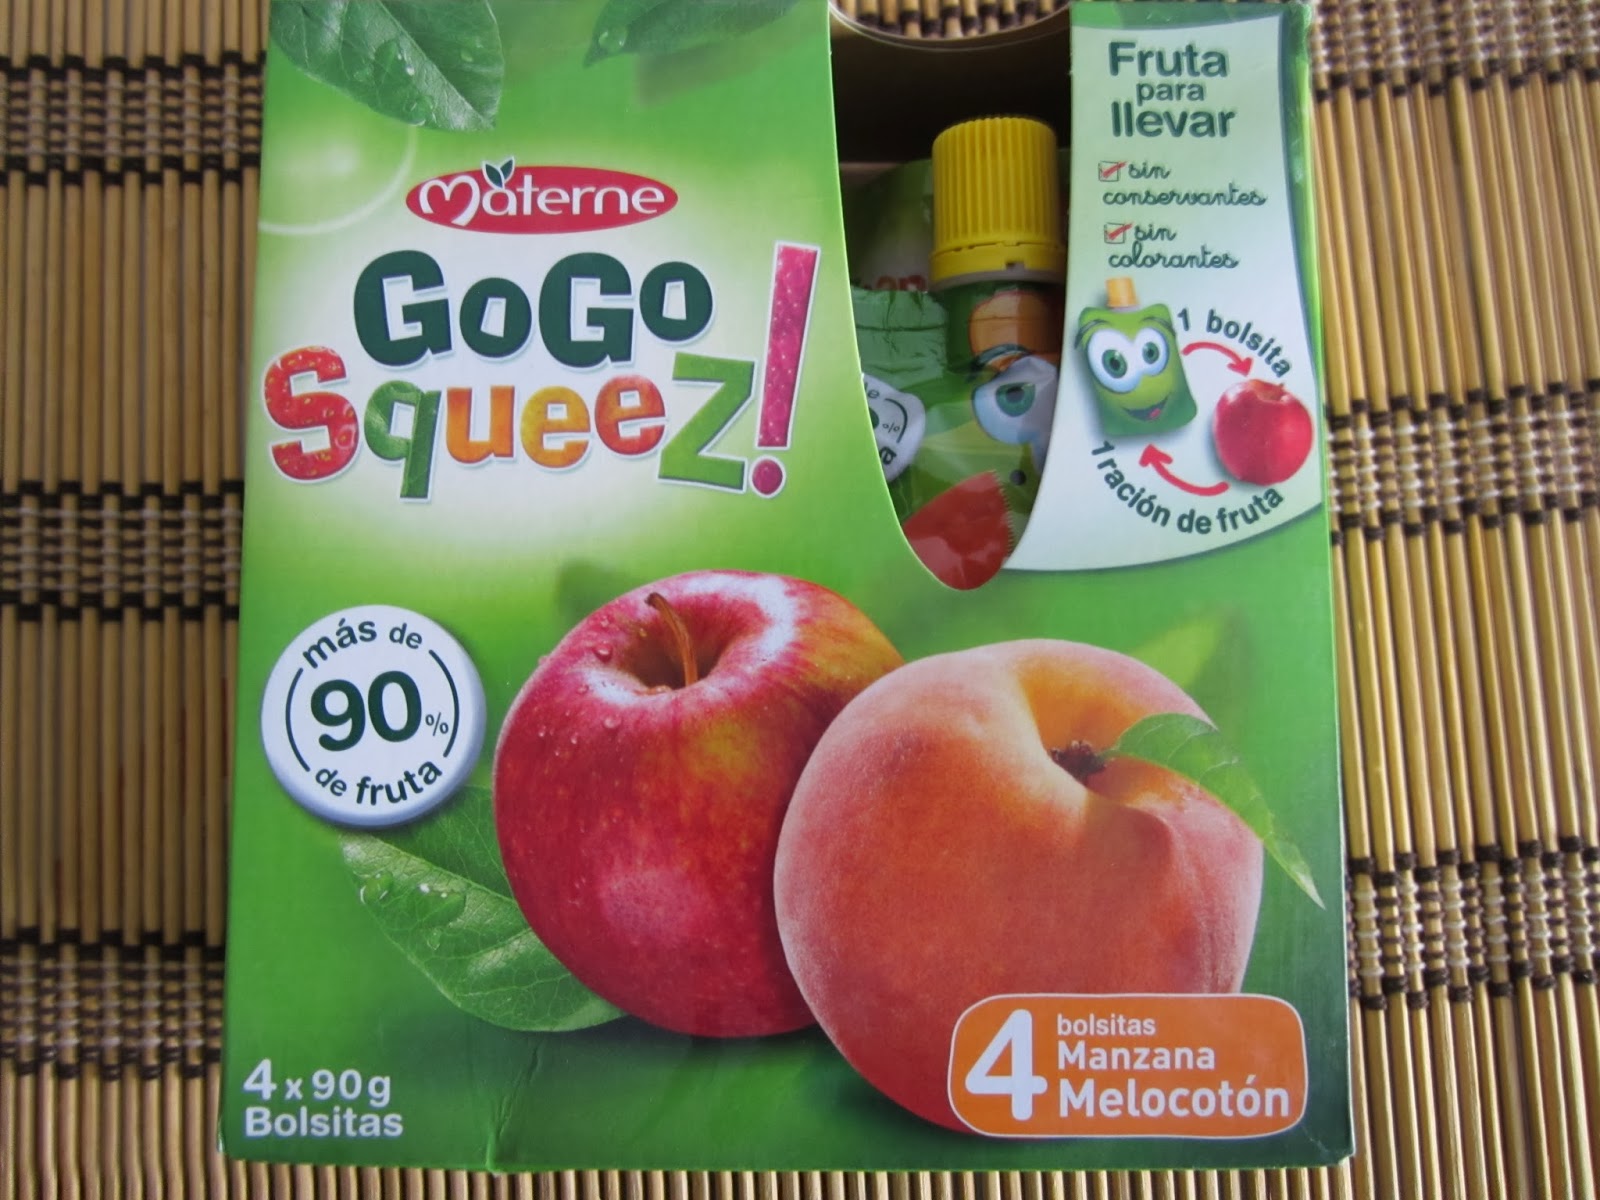 Materne
GoGo
SqueeZ!
Fruta
para
llevar
sin
conservantes
sin
colorantes
1 bolsita
1 ración de fruta
más de
90%
de fruta
4 x 90g
Bolsitas
4 bolsitas
Manzana
Melocotón